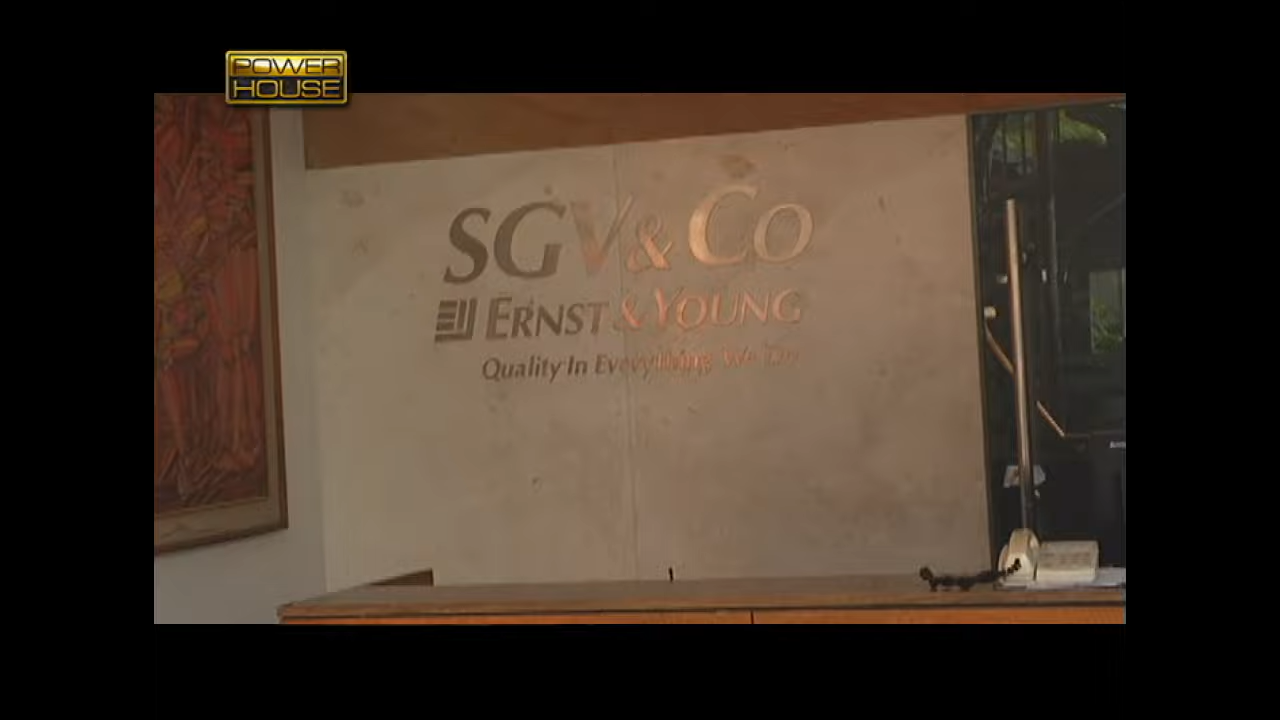 POWER
HOUSE
SGV & Co
ERNST & YOUNG
Quality In Everything We Do